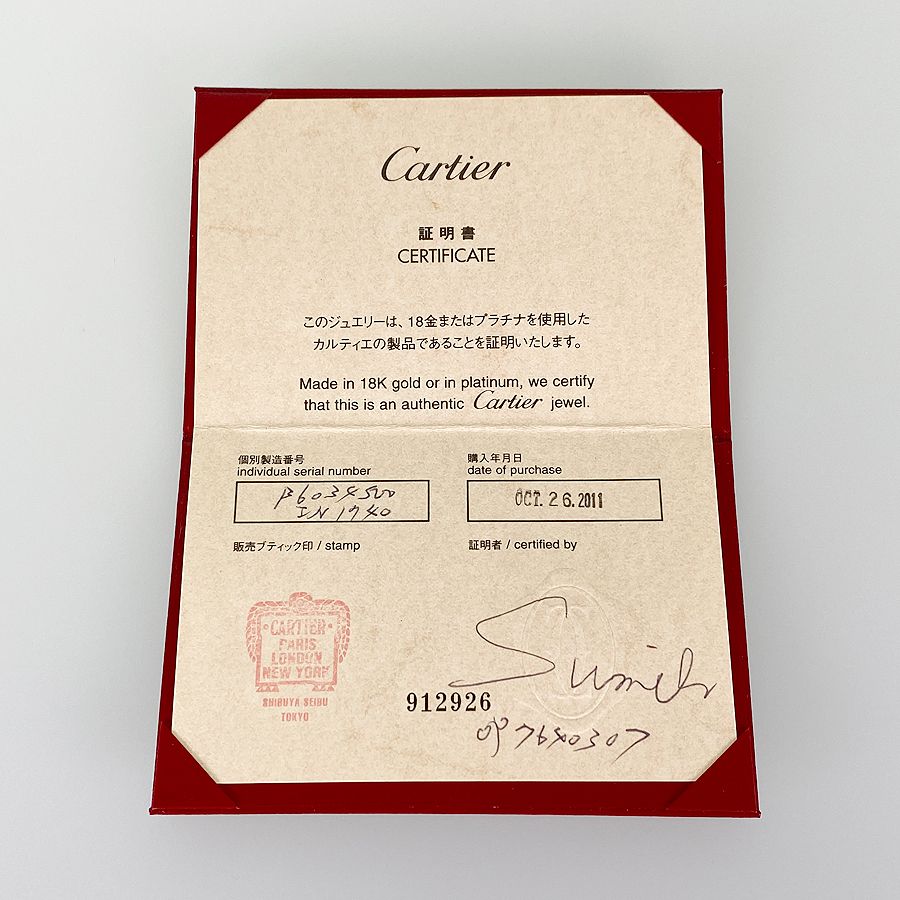 Cartier
証明書
CERTIFICATE
このジュエリーは、18金またはプラチナを使用した
カルティエの製品であることを証明いたします。
Made in 18K gold or in platinum, we certify
that this is an authentic Cartier jewel.
個別製造番号
individual serial number
B6034500
IN1940
購入年月日
date of purchase
OCT. 26. 2011
販売ブティック印 / stamp
証明者 / certified by
CARTIER
PARIS
LONDON
NEW YORK
SHIBUYA SEIBU
TOKYO
912926
7640307